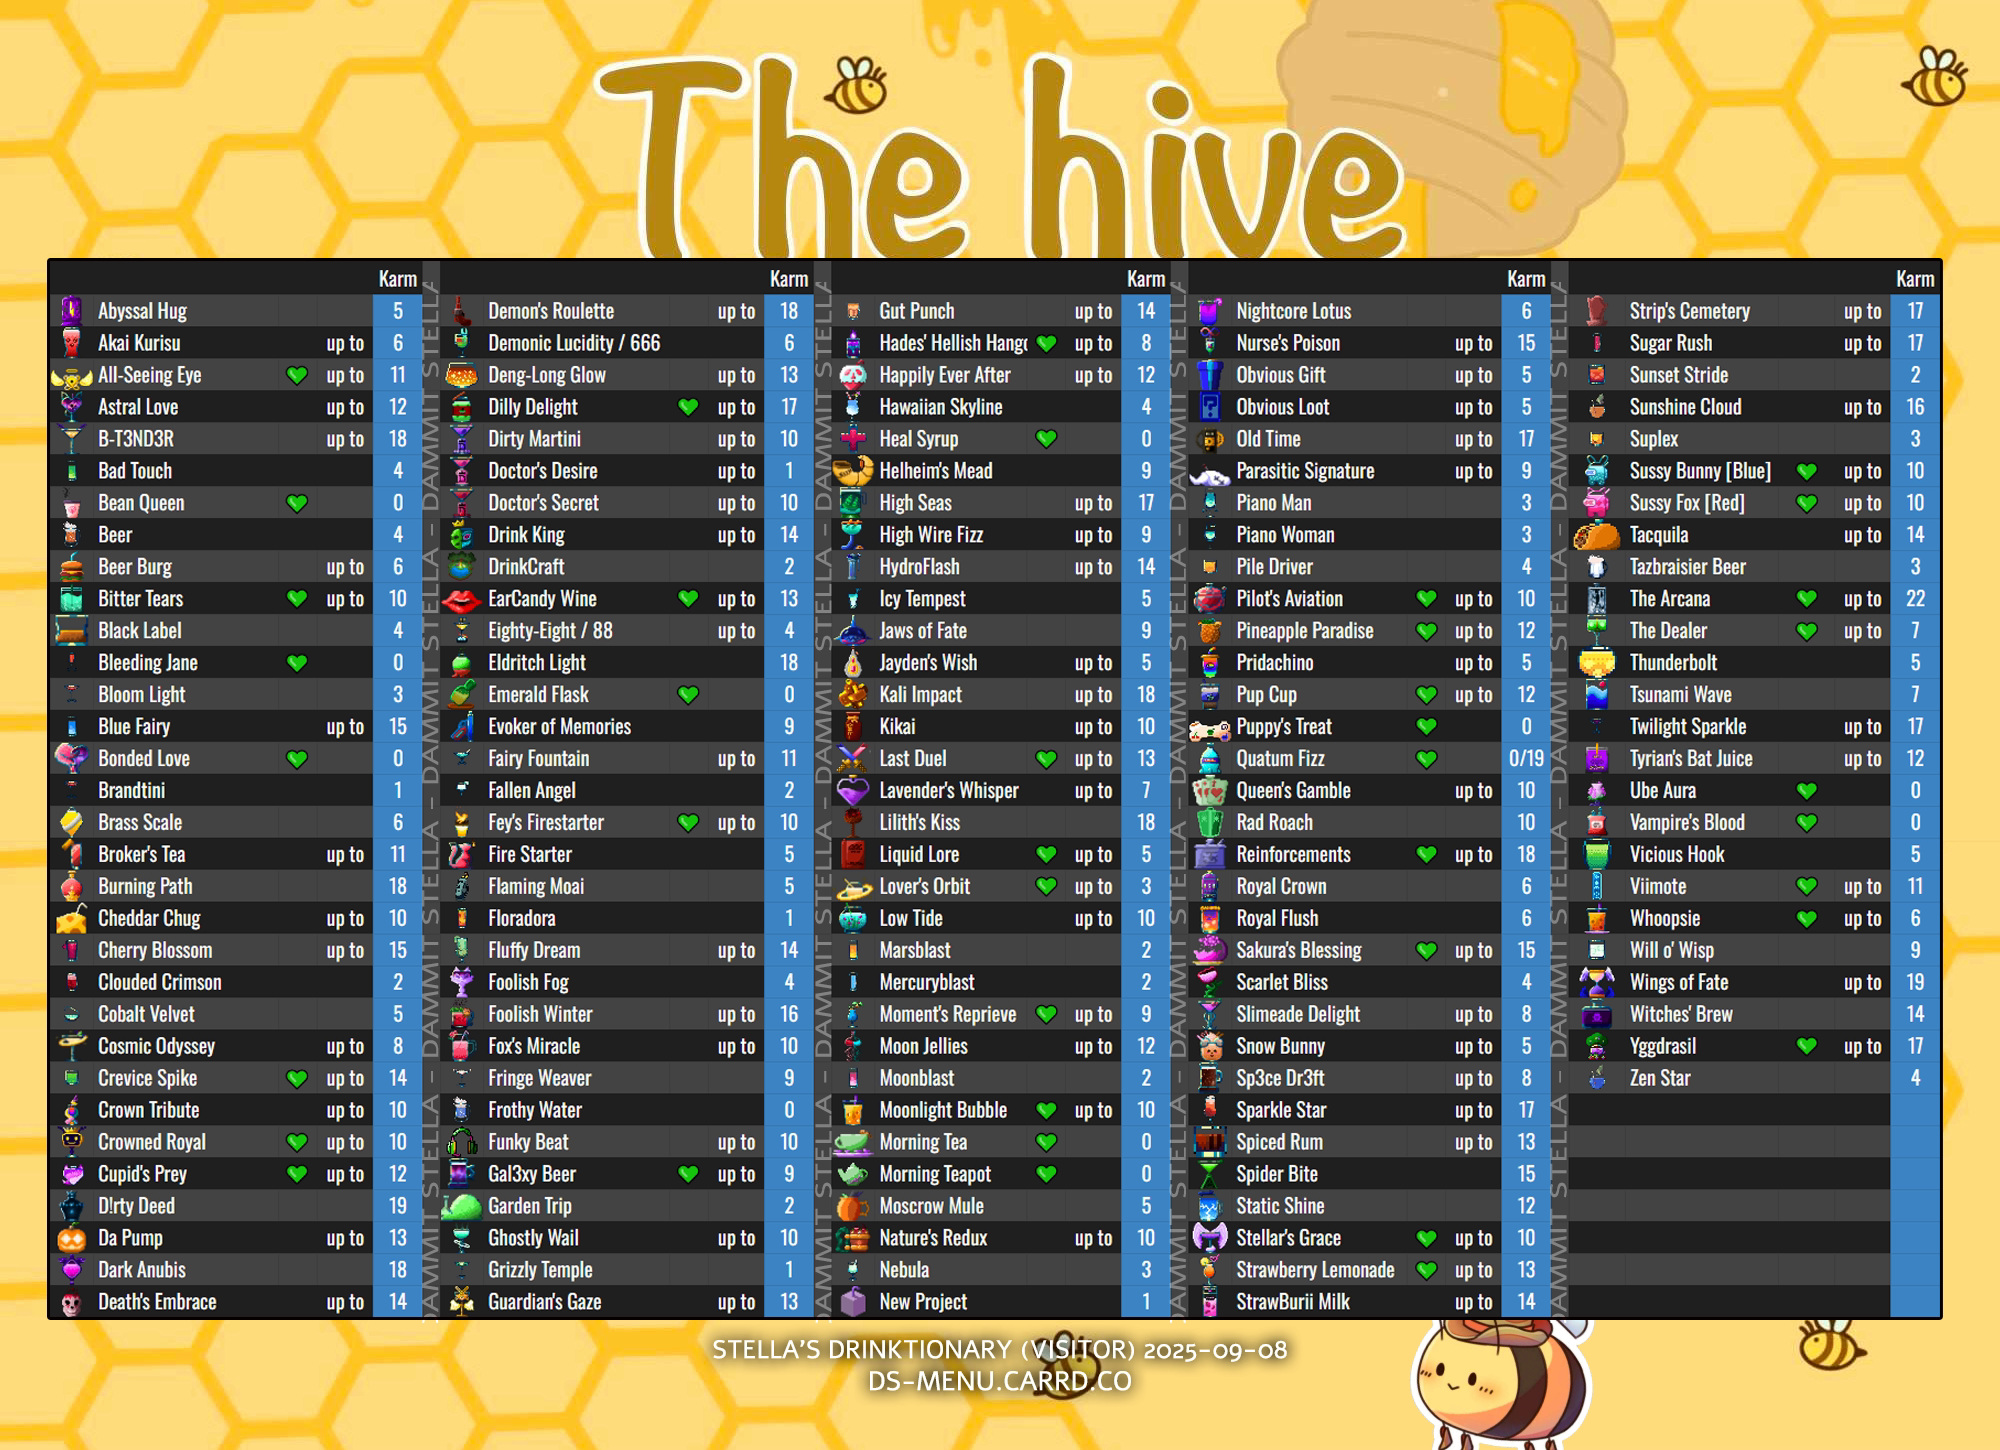 The hive
Karm
Abyssal Hug 5
Akai Kurisu up to 6
All-Seeing Eye up to 11
Astral Love up to 12
B-T3ND3R up to 18
Bad Touch 4
Bean Queen 0
Beer 4
Beer Burg up to 6
Bitter Tears up to 10
Black Label 4
Bleeding Jane 0
Bloom Light 3
Blue Fairy up to 15
Bonded Love 0
Brandtini 1
Brass Scale 6
Broker's Tea up to 11
Burning Path 18
Cheddar Chug up to 10
Cherry Blossom up to 15
Clouded Crimson 2
Cobalt Velvet 5
Cosmic Odyssey up to 8
Crevice Spike up to 14
Crown Tribute up to 10
Crowned Royal up to 10
Cupid's Prey up to 12
D!rty Deed 19
Da Pump up to 13
Dark Anubis 18
Death's Embrace up to 14
STELLA - DAMMIT STELLA - DAMMIT STELLA - DAMMIT STELLA
Karm
Demon's Roulette up to 18
Demonic Lucidity / 666 6
Deng-Long Glow up to 13
Dilly Delight up to 17
Dirty Martini up to 10
Doctor's Desire up to 1
Doctor's Secret up to 10
Drink King up to 14
DrinkCraft 2
EarCandy Wine up to 13
Eighty-Eight / 88 up to 4
Eldritch Light 18
Emerald Flask 0
Evoker of Memories 9
Fairy Fountain up to 11
Fallen Angel 2
Fey's Firestarter up to 10
Fire Starter 5
Flaming Moai 5
Floradora 1
Fluffy Dream up to 14
Foolish Fog 4
Foolish Winter up to 16
Fox's Miracle up to 10
Fringe Weaver 9
Frothy Water 0
Funky Beat up to 10
Gal3xy Beer up to 9
Garden Trip 2
Ghostly Wail up to 10
Grizzly Temple 1
Guardian's Gaze up to 13
STELLA - DAMMIT STELLA - DAMMIT STELLA - DAMMIT STELLA
Karm
Gut Punch up to 14
Hades' Hellish Hang up to 8
Happily Ever After up to 12
Hawaiian Skyline 4
Heal Syrup 0
Helheim's Mead 9
High Seas up to 17
High Wire Fizz up to 9
HydroFlash up to 14
Icy Tempest 5
Jaws of Fate 9
Jayden's Wish up to 5
Kali Impact up to 18
Kikai up to 10
Last Duel up to 13
Lavender's Whisper up to 7
Lilith's Kiss 18
Liquid Lore up to 5
Lover's Orbit up to 3
Low Tide up to 10
Marsblast 2
Mercuryblast 2
Moment's Reprieve up to 9
Moon Jellies up to 12
Moonblast 2
Moonlight Bubble up to 10
Morning Tea 0
Morning Teapot 0
Moscrow Mule 5
Nature's Redux up to 10
Nebula 3
New Project 1
STELLA - DAMMIT STELLA - DAMMIT STELLA - DAMMIT STELLA
Karm
Nightcore Lotus 6
Nurse's Poison up to 15
Obvious Gift up to 5
Obvious Loot up to 5
Old Time up to 17
Parasitic Signature up to 9
Piano Man 3
Piano Woman 3
Pile Driver 4
Pilot's Aviation up to 10
Pineapple Paradise up to 12
Pridachino up to 5
Pup Cup up to 12
Puppy's Treat 0
Quatum Fizz 0/19
Queen's Gamble up to 10
Rad Roach 10
Reinforcements up to 18
Royal Crown 6
Royal Flush 6
Sakura's Blessing up to 15
Scarlet Bliss 4
Slimeade Delight up to 8
Snow Bunny up to 5
Sp3ce Dr3ft up to 8
Sparkle Star up to 17
Spiced Rum up to 13
Spider Bite 15
Static Shine 12
Stellar's Grace up to 10
Strawberry Lemonade up to 13
StrawBurii Milk up to 14
STELLA - DAMMIT STELLA - DAMMIT STELLA - DAMMIT STELLA
Karm
Strip's Cemetery up to 17
Sugar Rush up to 17
Sunset Stride 2
Sunshine Cloud up to 16
Suplex 3
Sussy Bunny [Blue] up to 10
Sussy Fox [Red] up to 10
Tacquila up to 14
Tazbraisier Beer 3
The Arcana up to 22
The Dealer up to 7
Thunderbolt 5
Tsunami Wave 7
Twilight Sparkle up to 17
Tyrian's Bat Juice up to 12
Ube Aura 0
Vampire's Blood 0
Vicious Hook 5
Viimote up to 11
Whoopsie up to 6
Will o' Wisp 9
Wings of Fate up to 19
Witches' Brew 14
Yggdrasil up to 17
Zen Star 4
STELLA'S DRINKTIONARY (VISITOR) 2025-09-08
DS-MENU.CARRD.CO